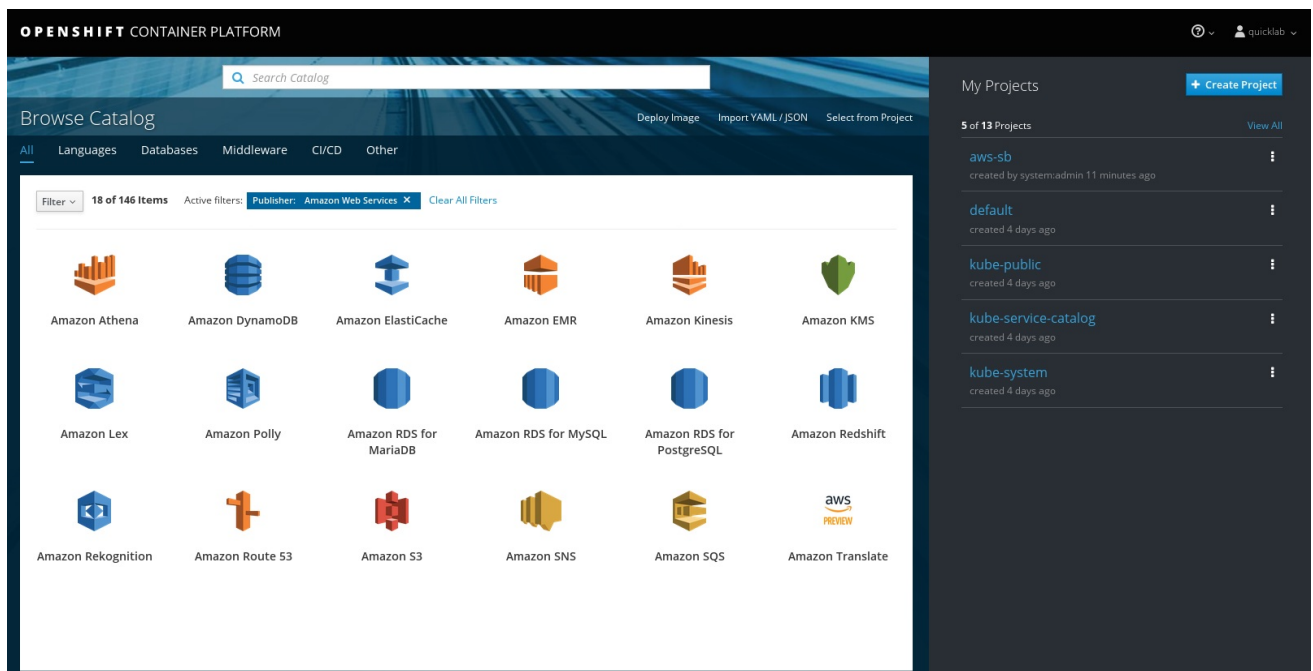 OPENSHIFT CONTAINER PLATFORM
quicklab
Search Catalog
Browse Catalog
Deploy Image Import YAML / JSON Select from Project
All Languages Databases Middleware CI/CD Other
Filter 18 of 146 Items Active filters: Publisher: Amazon Web Services × Clear All Filters
Amazon Athena Amazon DynamoDB Amazon ElastiCache Amazon EMR Amazon Kinesis Amazon KMS
Amazon Lex Amazon Polly Amazon RDS for Amazon RDS for MySQL Amazon RDS for Amazon Redshift
MariaDB PostgreSQL
aws
PREVIEW
Amazon Rekognition Amazon Route 53 Amazon S3 Amazon SNS Amazon SQS Amazon Translate
My Projects + Create Project
5 of 13 Projects View All
aws-sb
created by system:admin 11 minutes ago
default
created 4 days ago
kube-public
created 4 days ago
kube-service-catalog
created 4 days ago
kube-system
created 4 days ago